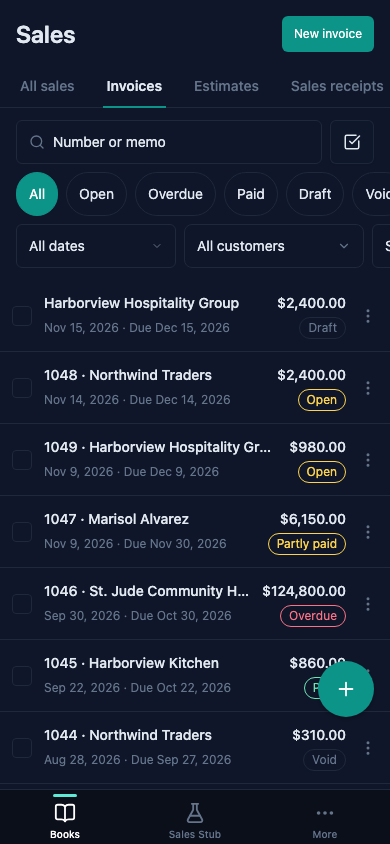 Sales
New invoice
All sales
Invoices
Estimates
Sales receipts
Number or memo
All
Open
Overdue
Paid
Draft
All dates
All customers
Harborview Hospitality Group
$2,400.00
Nov 15, 2026 · Due Dec 15, 2026
Draft
1048 · Northwind Traders
$2,400.00
Nov 14, 2026 · Due Dec 14, 2026
Open
1049 · Harborview Hospitality Gr...
$980.00
Nov 9, 2026 · Due Dec 9, 2026
Open
1047 · Marisol Alvarez
$6,150.00
Nov 9, 2026 · Due Nov 30, 2026
Partly paid
1046 · St. Jude Community H...
$124,800.00
Sep 30, 2026 · Due Oct 30, 2026
Overdue
1045 · Harborview Kitchen
$860.00
Sep 22, 2026 · Due Oct 22, 2026
1044 · Northwind Traders
$310.00
Aug 28, 2026 · Due Sep 27, 2026
Void
Books
Sales Stub
More